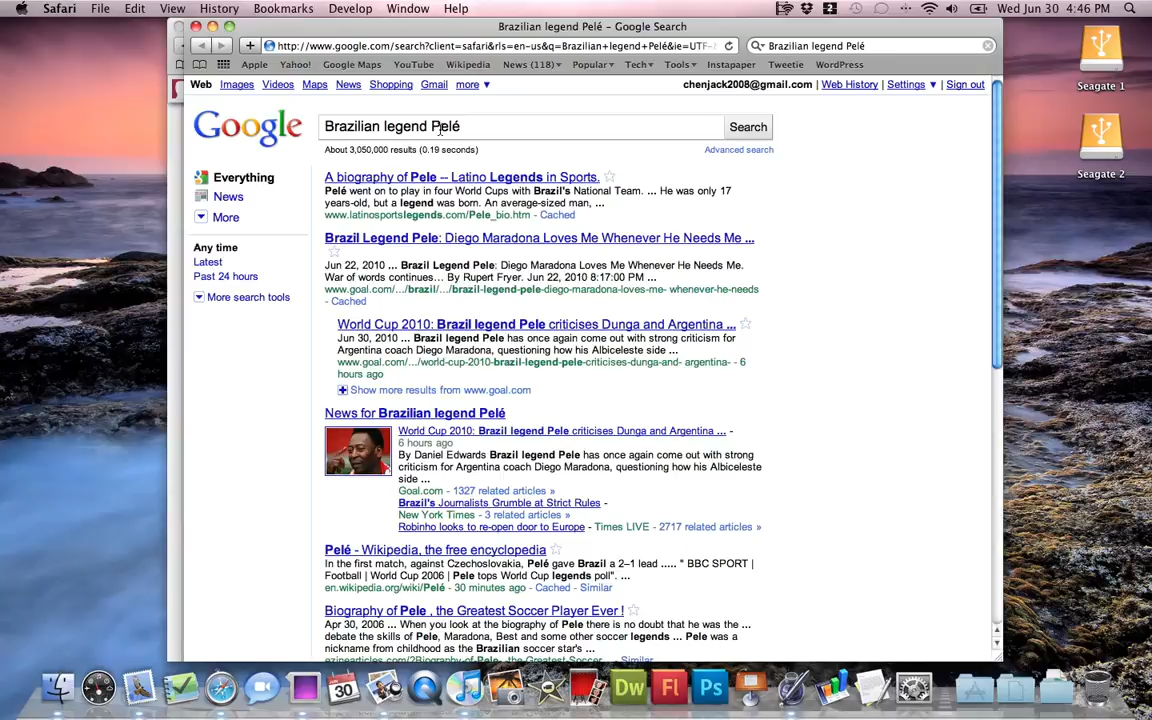 Safari File Edit View History Bookmarks Develop Window Help 2 Wed Jun 30 4:46 PM
Brazilian legend Pelé - Google Search
http://www.google.com/search?client=safari&rls=en-us&q=Brazilian+legend+Pelé&ie=UTF-
Brazilian legend Pelé
Apple Yahoo! Google Maps YouTube Wikipedia News (118) Popular Tech Tools Instapaper Tweetie WordPress
Web Images Videos Maps News Shopping Gmail more ▼ chenjack2008@gmail.com | Web History | Settings ▼ | Sign out
Google
Brazilian legend Pelé
Search
About 3,050,000 results (0.19 seconds)
Advanced search
Everything
News
More
Any time
Latest
Past 24 hours
More search tools
A biography of Pele -- Latino Legends in Sports.
Pelé went on to play in four World Cups with Brazil's National Team. ... He was only 17
years-old, but a legend was born. An average-sized man, ...
www.latinosportslegends.com/Pele_bio.htm - Cached
Brazil Legend Pele: Diego Maradona Loves Me Whenever He Needs Me ...
Jun 22, 2010 ... Brazil Legend Pele: Diego Maradona Loves Me Whenever He Needs Me.
War of words continues… By Rupert Fryer. Jun 22, 2010 8:17:00 PM ...
www.goal.com/.../brazil/.../brazil-legend-pele-diego-maradona-loves-me- whenever-he-needs
- Cached
World Cup 2010: Brazil legend Pele criticises Dunga and Argentina ...
Jun 30, 2010 ... Brazil legend Pele has once again come out with strong criticism for
Argentina coach Diego Maradona, questioning how his Albiceleste side ...
www.goal.com/.../world-cup-2010-brazil-legend-pele-criticises-dunga-and- argentina- - 6
hours ago
Show more results from www.goal.com
News for Brazilian legend Pelé
World Cup 2010: Brazil legend Pele criticises Dunga and Argentina ... -
6 hours ago
By Daniel Edwards Brazil legend Pele has once again come out with strong
criticism for Argentina coach Diego Maradona, questioning how his Albiceleste
side ...
Goal.com - 1327 related articles »
Brazil's Journalists Grumble at Strict Rules -
New York Times - 3 related articles »
Robinho looks to re-open door to Europe - Times LIVE - 2717 related articles »
Pelé - Wikipedia, the free encyclopedia
In the first match, against Czechoslovakia, Pelé gave Brazil a 2–1 lead ..... " BBC SPORT |
Football | World Cup 2006 | Pele tops World Cup legends poll". ...
en.wikipedia.org/wiki/Pelé - 30 minutes ago - Cached - Similar
Biography of Pele , the Greatest Soccer Player Ever !
Apr 30, 2006 ... When you look at the biography of Pele there is no doubt that he was the ...
debate the skills of Pele, Maradona, Best and some other soccer legends ... Pele was a
nickname from childhood as the Brazilian soccer star's ...
ezinearticles.com/?Biography-of-Pele-,-the-Greatest-Soccer... Similar
Seagate 1
Seagate 2
JUN
30
Dw
Fl
Ps